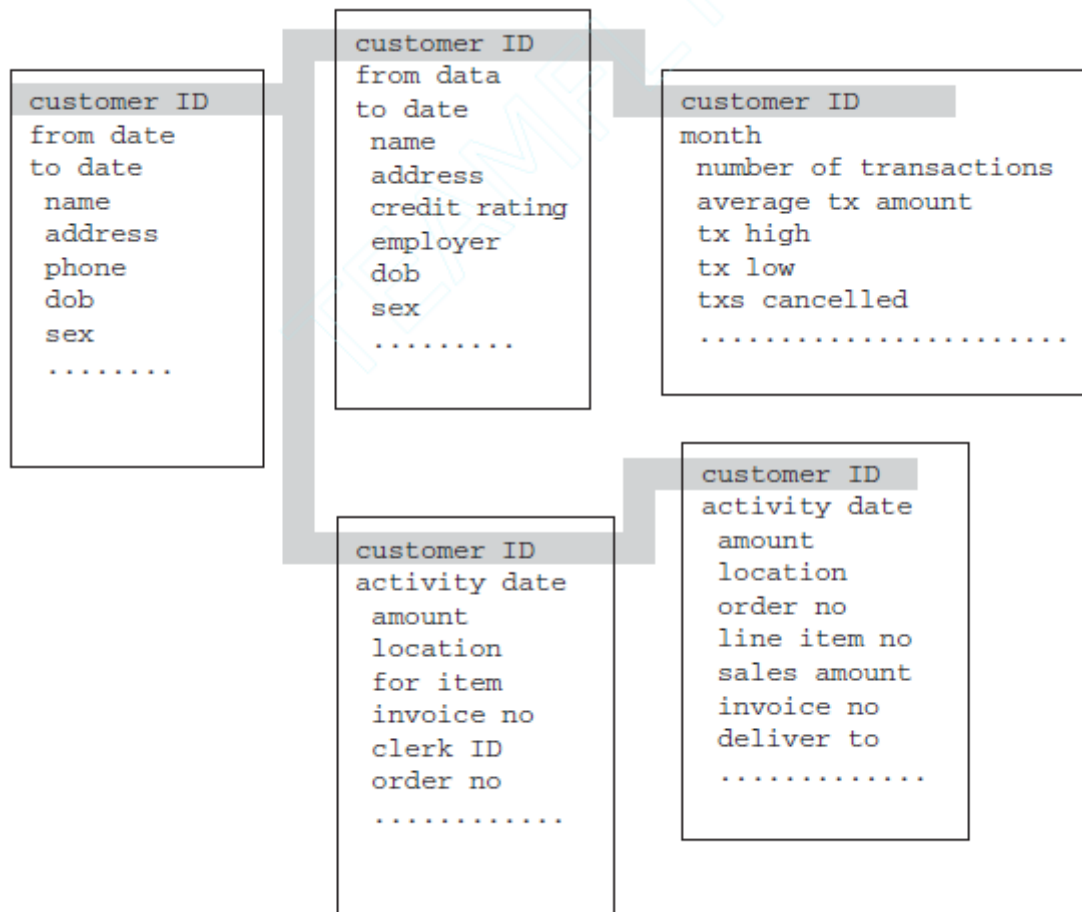 customer ID
from date
to date
name
address
phone
dob
sex
........
customer ID
from data
to date
name
address
credit rating
employer
dob
sex
.........
customer ID
month
number of transactions
average tx amount
tx high
tx low
txs cancelled
.......................
customer ID
activity date
amount
location
for item
invoice no
clerk ID
order no
............
customer ID
activity date
amount
location
order no
line item no
sales amount
invoice no
deliver to
.............